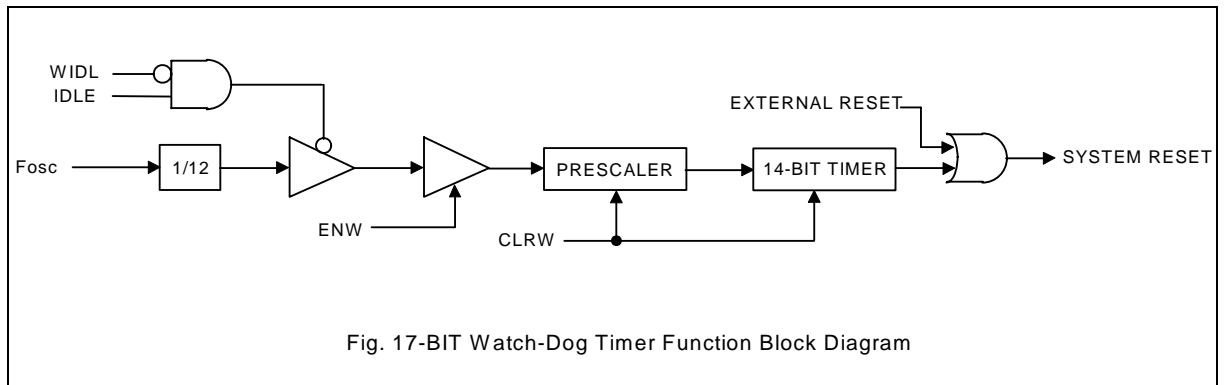 WIDL
IDLE
EXTERNAL RESET
Fosc
1/12
PRESCALER
14-BIT TIMER
SYSTEM RESET
ENW
CLRW
Fig. 17-BIT Watch-Dog Timer Function Block Diagram